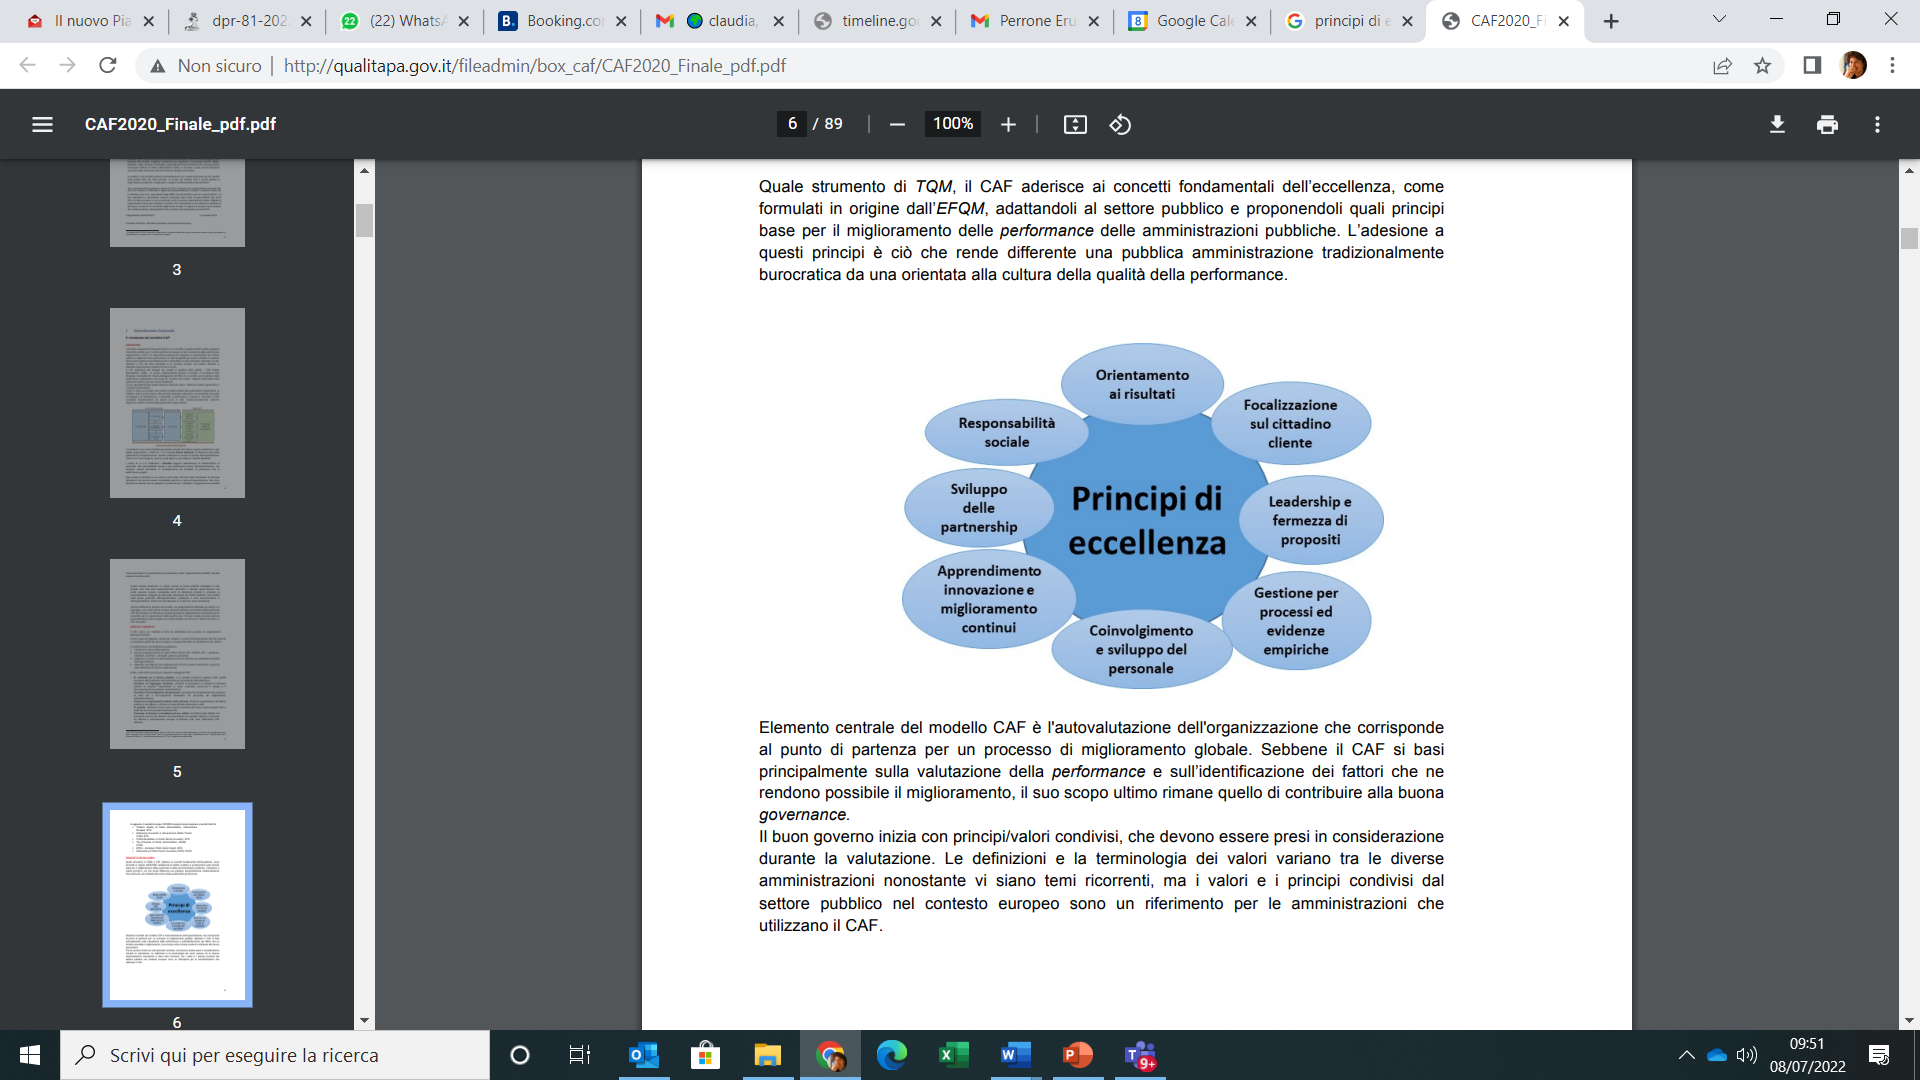 Il nuovo Pia
dpr-81-202
(22) WhatsA
Booking.co
claudia,
timeline.go
Perrone Eru
Google Cale
principi di e
CAF2020_Fi
Non sicuro | http://qualitapa.gov.it/fileadmin/box_caf/CAF2020_Finale_pdf.pdf
CAF2020_Finale_pdf.pdf
6 / 89
100%
3
4
5
6
Quale strumento di TQM, il CAF aderisce ai concetti fondamentali dell’eccellenza, come
formulati in origine dall’EFQM, adattandoli al settore pubblico e proponendoli quali principi
base per il miglioramento delle performance delle amministrazioni pubbliche. L’adesione a
questi principi è ciò che rende differente una pubblica amministrazione tradizionalmente
burocratica da una orientata alla cultura della qualità della performance.
Orientamento
ai risultati
Focalizzazione
sul cittadino
cliente
Leadership e
fermezza di
propositi
Gestione per
processi ed
evidenze
empiriche
Coinvolgimento
e sviluppo del
personale
Apprendimento
innovazione e
miglioramento
continui
Sviluppo
delle
partnership
Responsabilità
sociale
Principi di
eccellenza
Elemento centrale del modello CAF è l'autovalutazione dell'organizzazione che corrisponde
al punto di partenza per un processo di miglioramento globale. Sebbene il CAF si basi
principalmente sulla valutazione della performance e sull’identificazione dei fattori che ne
rendono possibile il miglioramento, il suo scopo ultimo rimane quello di contribuire alla buona
governance.
Il buon governo inizia con principi/valori condivisi, che devono essere presi in considerazione
durante la valutazione. Le definizioni e la terminologia dei valori variano tra le diverse
amministrazioni nonostante vi siano temi ricorrenti, ma i valori e i principi condivisi dal
settore pubblico nel contesto europeo sono un riferimento per le amministrazioni che
utilizzano il CAF.
Scrivi qui per eseguire la ricerca
9+
09:51
08/07/2022